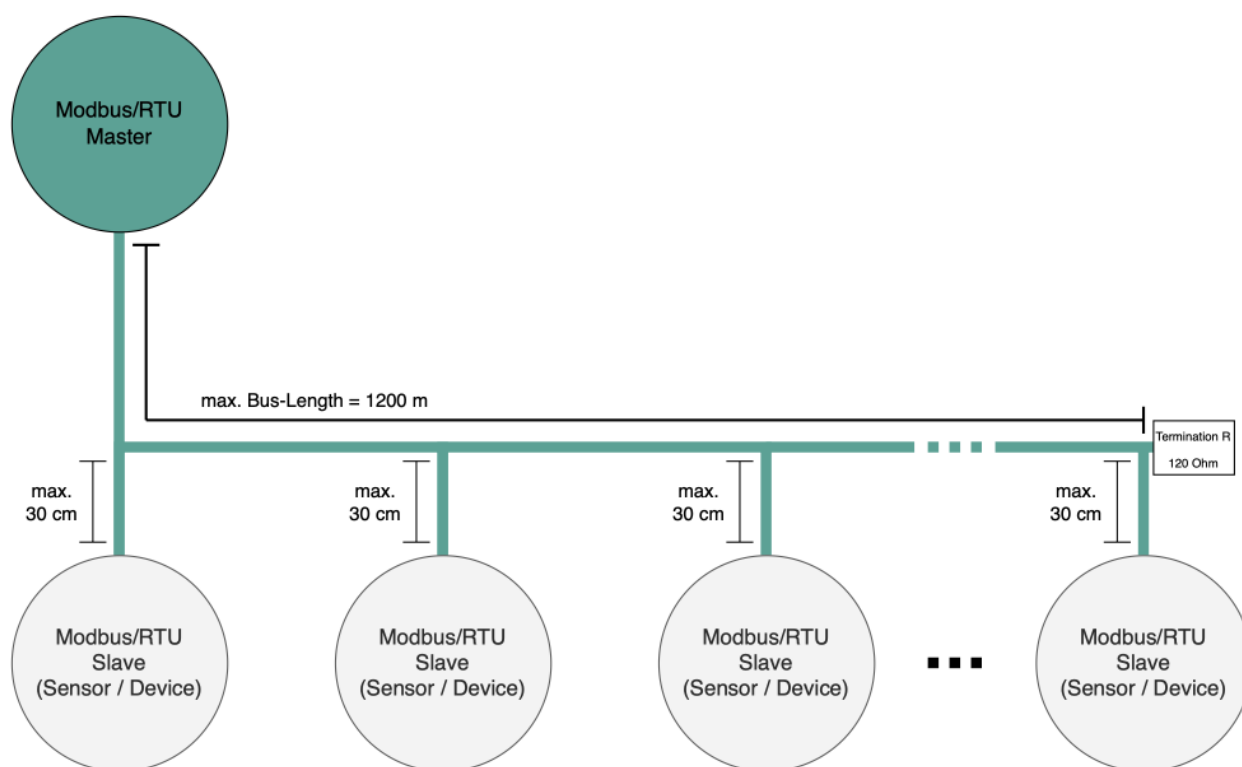 Modbus/RTU
Master
max. Bus-Length = 1200 m
Termination R
120 Ohm
max.
30 cm
max.
30 cm
max.
30 cm
max.
30 cm
Modbus/RTU
Slave
(Sensor / Device)
Modbus/RTU
Slave
(Sensor / Device)
Modbus/RTU
Slave
(Sensor / Device)
Modbus/RTU
Slave
(Sensor / Device)